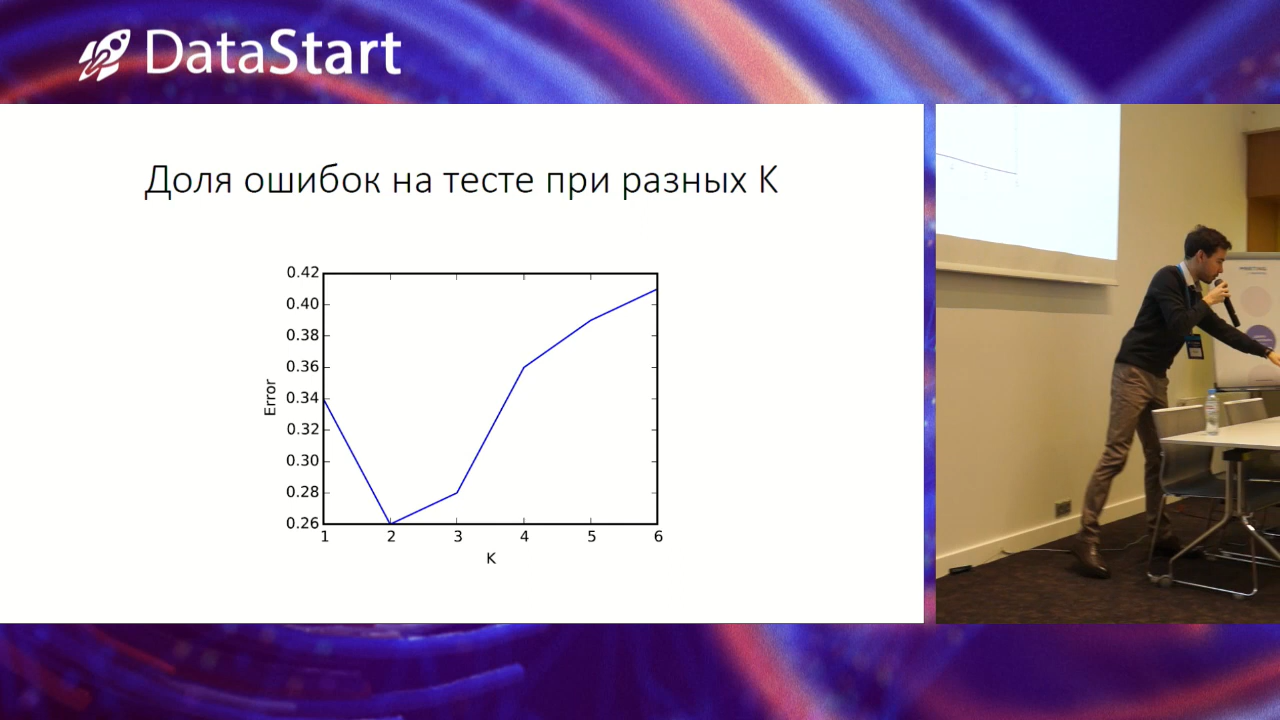 DataStart
Доля ошибок на тесте при разных K
0.42
0.40
0.38
0.36
0.34
0.32
0.30
0.28
0.26
Error
1 2 3 4 5 6
K